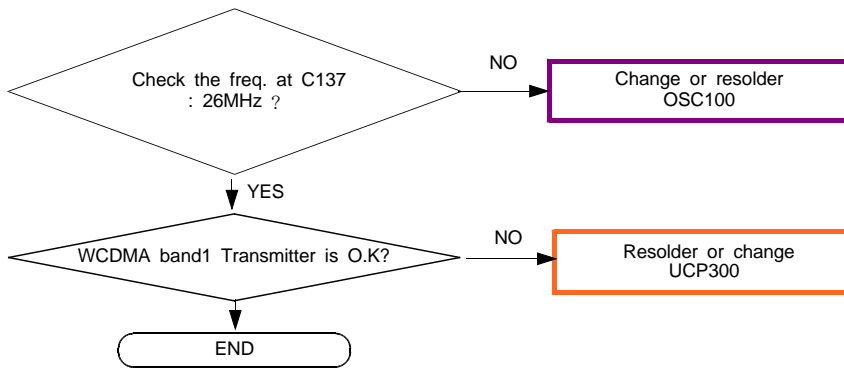 Check the freq. at C137
: 26MHz ?
NO
Change or resolder
OSC100
YES
WCDMA band1 Transmitter is O.K?
NO
Resolder or change
UCP300
END